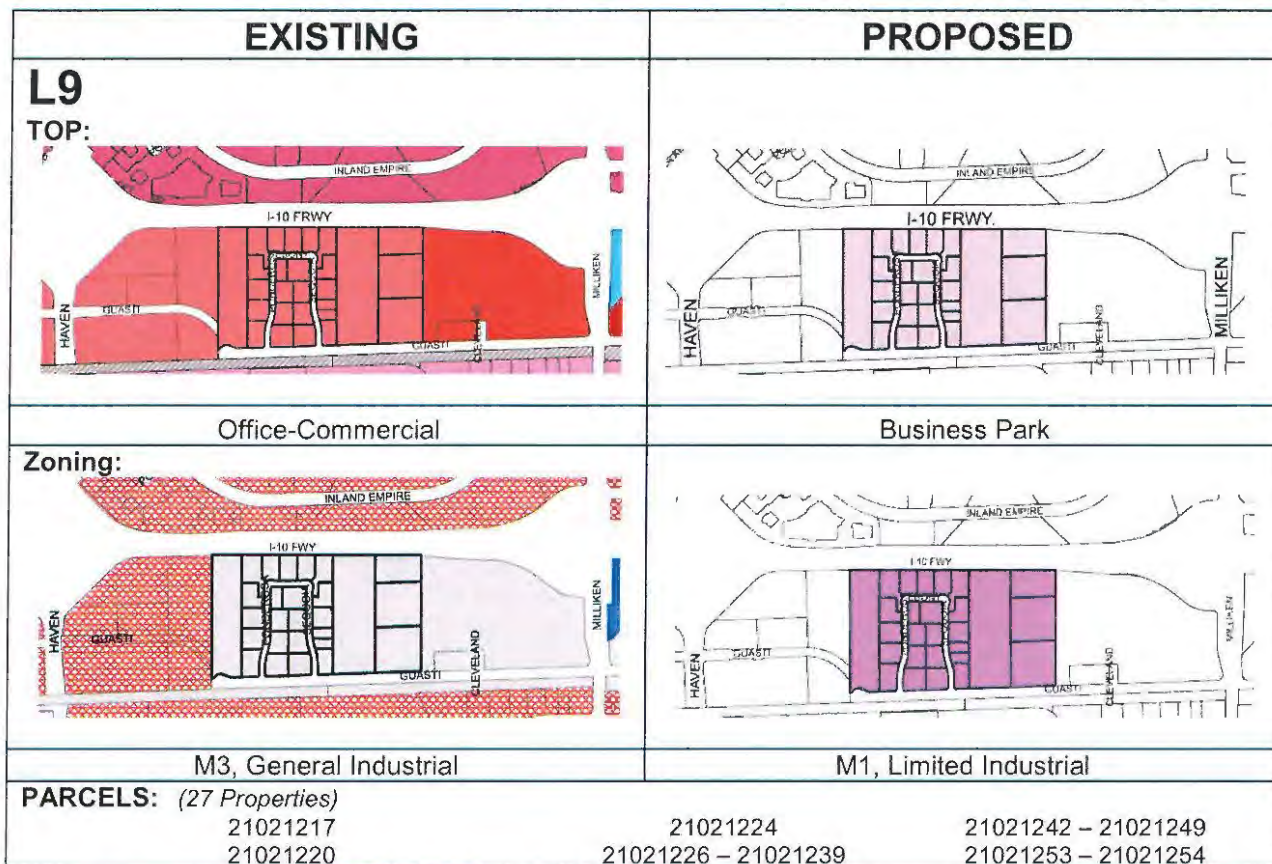 EXISTING
PROPOSED
L9
TOP:
INLAND EMPIRE
I-10 FRWY
HAVEN
GUASTI
GUASTI
CLEVELAND
MILLIKEN
INLAND EMPIRE
I-10 FRWY.
HAVEN
GUASTI
GUASTI
CLEVELAND
MILLIKEN
Office-Commercial
Business Park
Zoning:
INLAND EMPIRE
I-10 FWY
HAVEN
GUASTI
GUASTI
CLEVELAND
MILLIKEN
INLAND EMPIRE
I-10 FWY
HAVEN
GUASTI
GUASTI
CLEVELAND
MILLIKEN
M3, General Industrial
M1, Limited Industrial
PARCELS: (27 Properties)
21021217 21021224 21021242 – 21021249
21021220 21021226 – 21021239 21021253 – 21021254